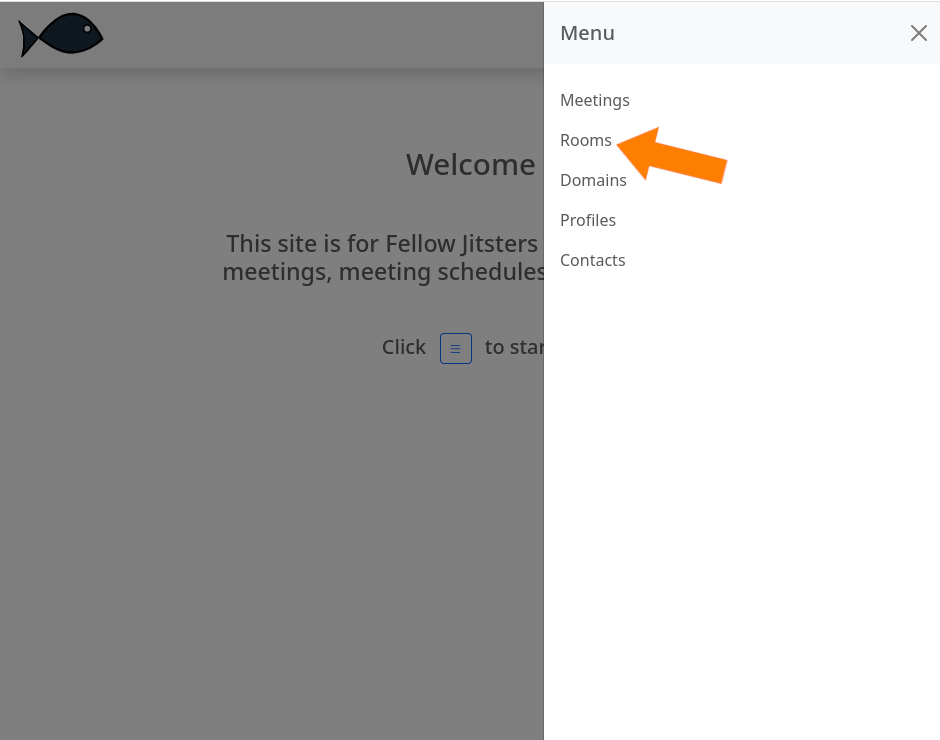 Menu
Meetings
Rooms
Domains
Profiles
Contacts
Welcome
This site is for Fellow Jitsters
meetings, meeting schedules
Click ☰ to star